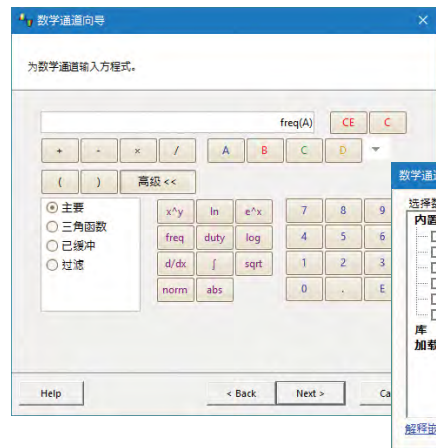 数学通道向导
为数学通道输入方程式。
freq(A) CE C
+ - × / A B C D
( ) 高级 <<
主要
三角函数
已缓冲
过滤
x^y ln e^x
freq duty log
d/dx ∫ sqrt
norm abs
7 8 9
4 5 6
1 2 3
0 . E
Help < Back Next > Ca
数学通道
选择数
内置
库
加载
解释